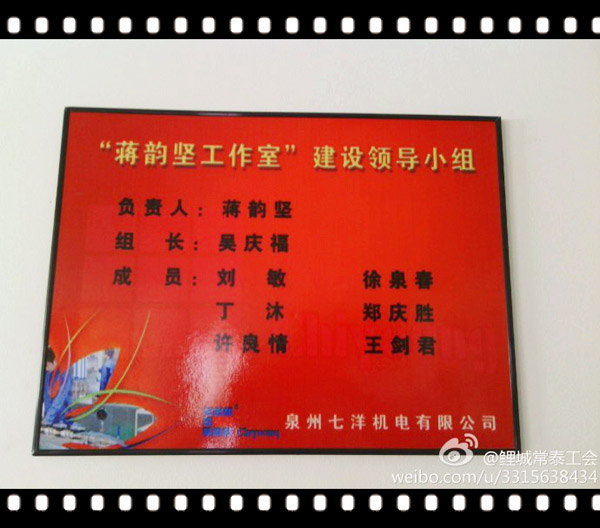 “蒋韵坚工作室”建设领导小组
负责人：蒋韵坚
组 长：吴庆福
成 员：刘 敏 徐泉春
丁 沐 郑庆胜
许良情 王剑君
泉州七洋机电有限公司
@鲤城常泰工会
weibo.com/u/3315638434